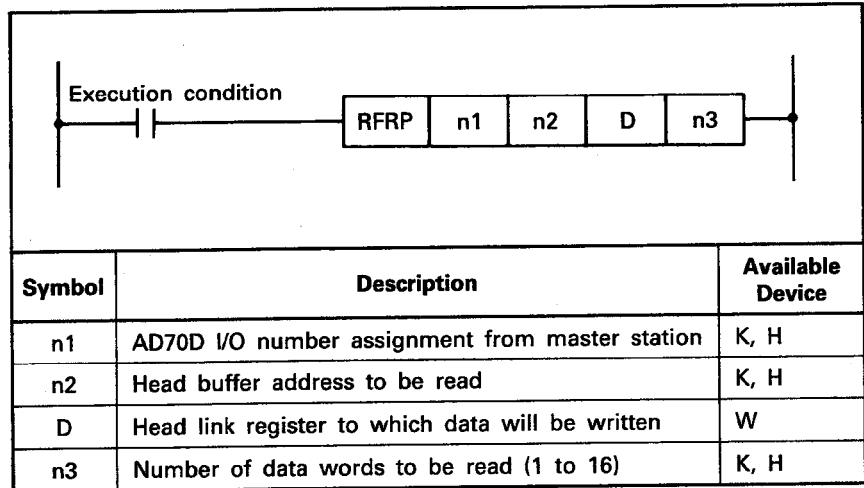 Execution condition
RFRP n1 n2 D n3
Symbol Description Available Device
n1 AD70D I/O number assignment from master station K, H
n2 Head buffer address to be read K, H
D Head link register to which data will be written W
n3 Number of data words to be read (1 to 16) K, H